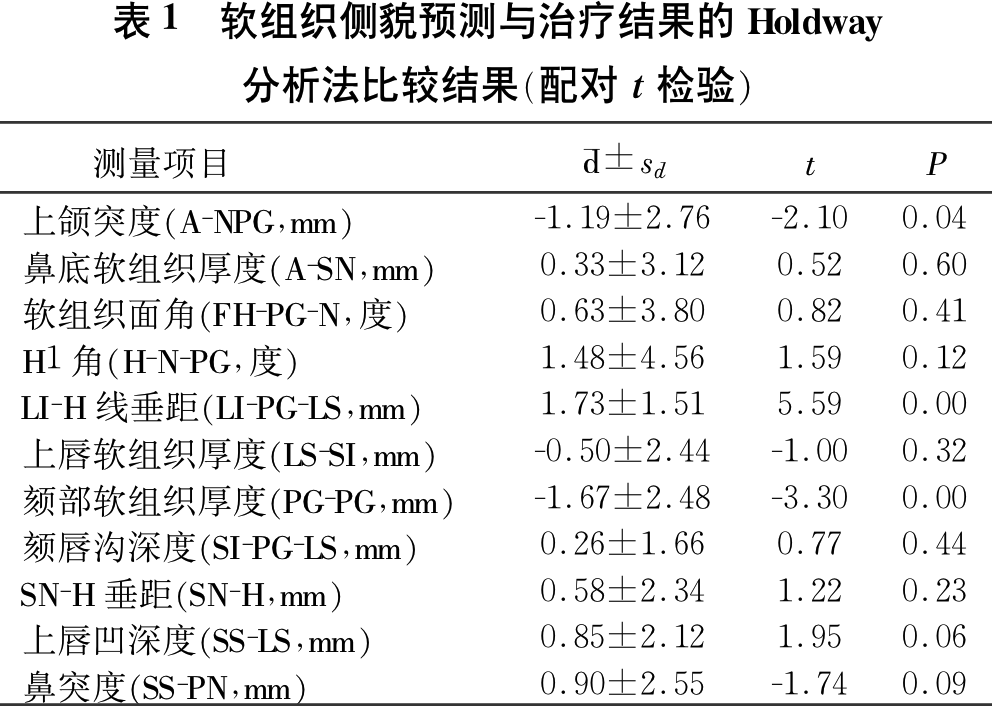 表1 软组织侧貌预测与治疗结果的 Holdway
分析法比较结果(配对 t 检验)
测量项目 d̄±sd t P
上颌突度(A-NPG,mm) -1.19±2.76 -2.10 0.04
鼻底软组织厚度(A-SN,mm) 0.33±3.12 0.52 0.60
软组织面角(FH-PG-N,度) 0.63±3.80 0.82 0.41
H1角(H-N-PG,度) 1.48±4.56 1.59 0.12
LI-H线垂距(LI-PG-LS,mm) 1.73±1.51 5.59 0.00
上唇软组织厚度(LS-SI,mm) -0.50±2.44 -1.00 0.32
颏部软组织厚度(PG-PG,mm) -1.67±2.48 -3.30 0.00
颏唇沟深度(SI-PG-LS,mm) 0.26±1.66 0.77 0.44
SN-H垂距(SN-H,mm) 0.58±2.34 1.22 0.23
上唇凹深度(SS-LS,mm) 0.85±2.12 1.95 0.06
鼻突度(SS-PN,mm) 0.90±2.55 -1.74 0.09